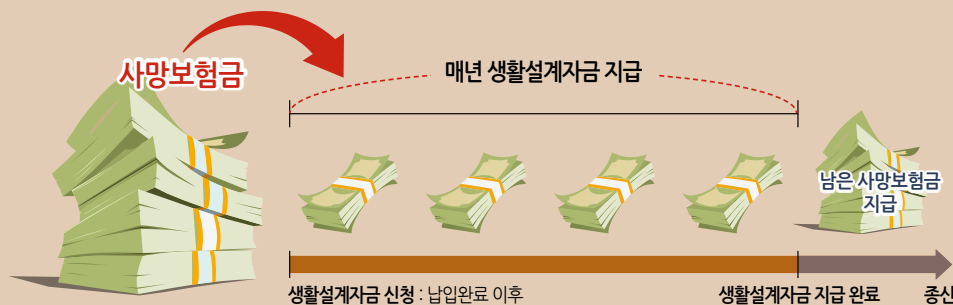 사망보험금
매년 생활설계자금 지급
남은 사망보험금
지급
생활설계자금 신청 : 납입완료 이후
생활설계자금 지급 완료
종신